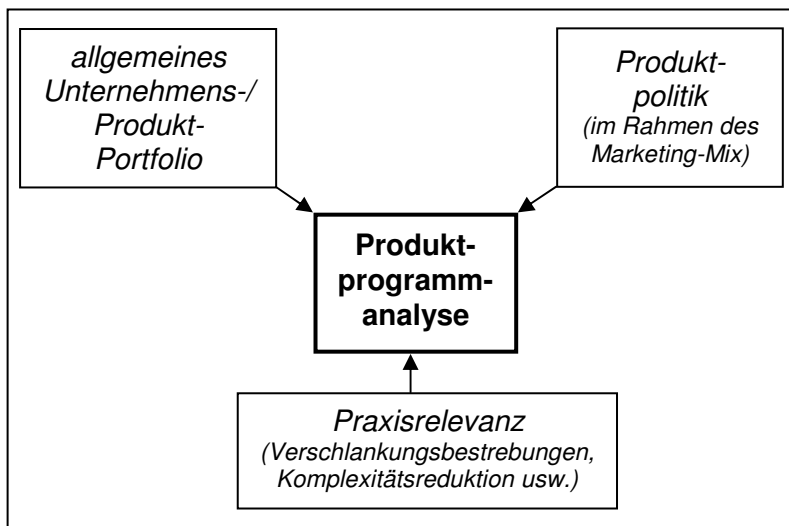 allgemeines
Unternehmens-/
Produkt-
Portfolio
Produkt-
politik
(im Rahmen des
Marketing-Mix)
Produkt-
programm-
analyse
Praxisrelevanz
(Verschlankungsbestrebungen,
Komplexitätsreduktion usw.)